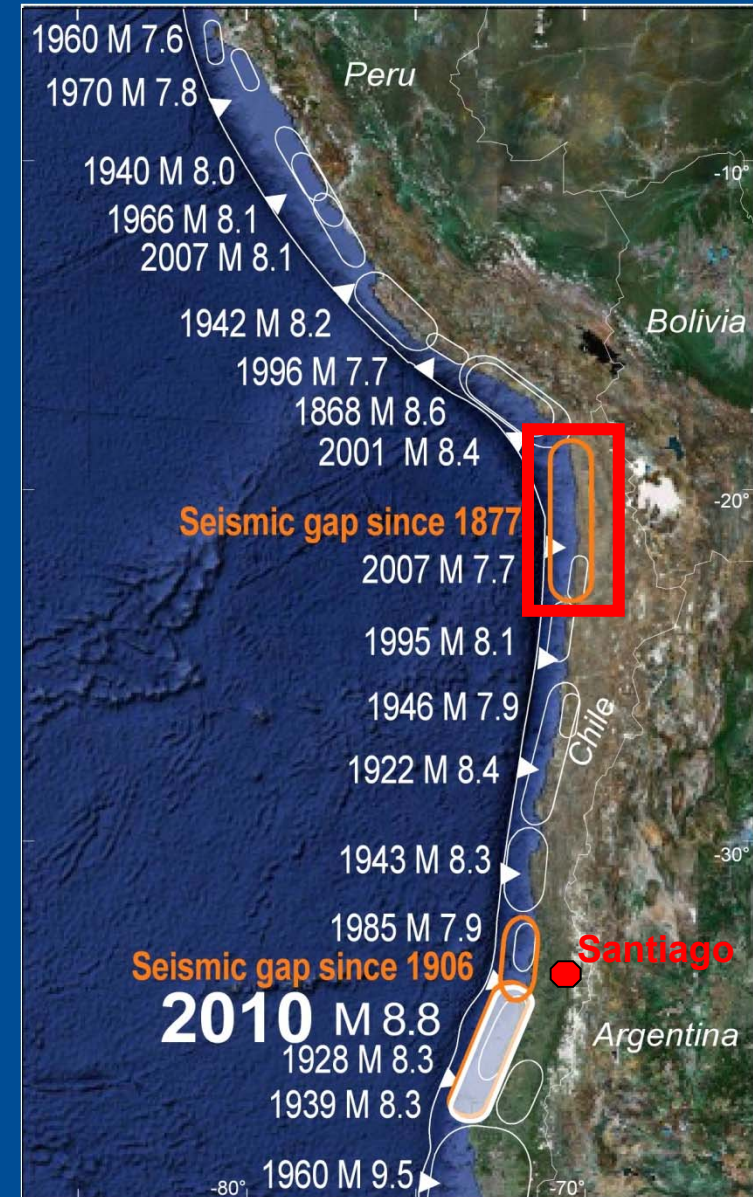 1960 M 7.6
Peru
1970 M 7.8
1940 M 8.0
-10°
1966 M 8.1
2007 M 8.1
1942 M 8.2
Bolivia
1996 M 7.7
1868 M 8.6
2001 M 8.4
-20°
Seismic gap since 1877
2007 M 7.7
1995 M 8.1
1946 M 7.9
Chile
1922 M 8.4
1943 M 8.3
-30°
1985 M 7.9
Santiago
Seismic gap since 1906
2010 M 8.8
Argentina
1928 M 8.3
1939 M 8.3
1960 M 9.5
-80°
-70°